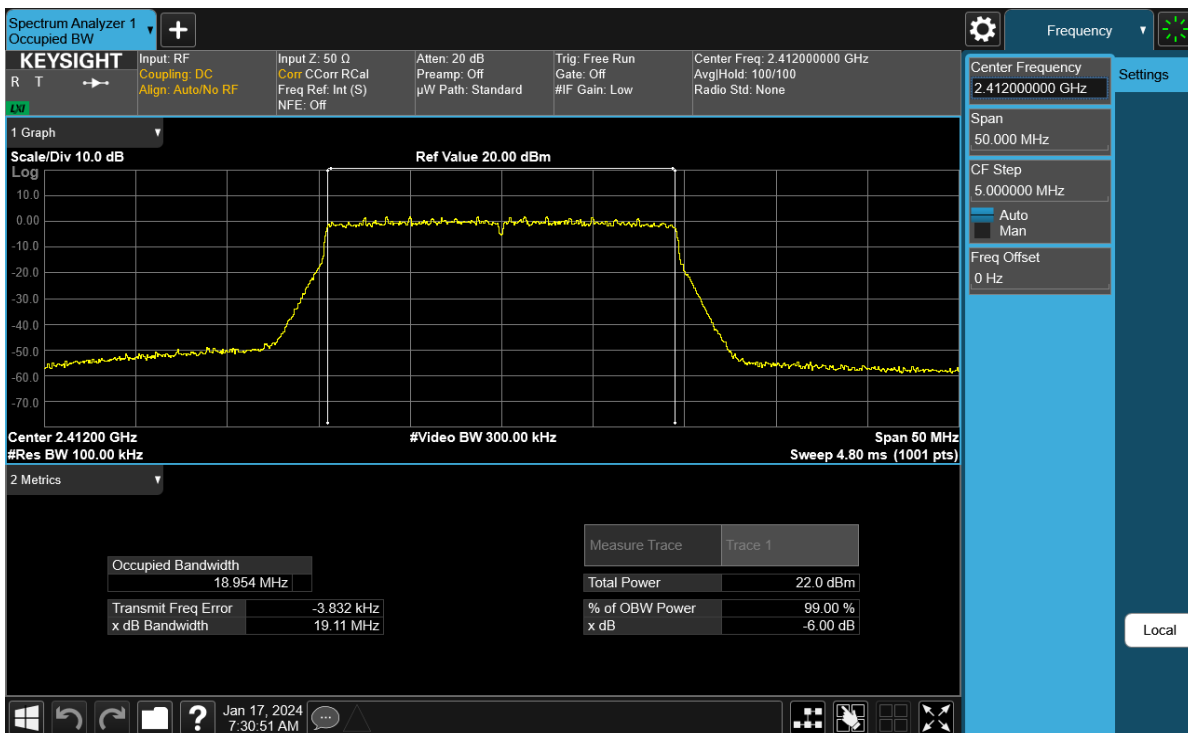 Spectrum Analyzer 1
Occupied BW
+
Frequency
KEYSIGHT
R T
LXI
Input: RF
Coupling: DC
Align: Auto/No RF
Input Z: 50 Ω
Corr CCorr RCal
Freq Ref: Int (S)
NFE: Off
Atten: 20 dB
Preamp: Off
µW Path: Standard
Trig: Free Run
Gate: Off
#IF Gain: Low
Center Freq: 2.412000000 GHz
Avg|Hold: 100/100
Radio Std: None
Center Frequency
2.412000000 GHz
Settings
Span
50.000 MHz
CF Step
5.000000 MHz
Auto
Man
Freq Offset
0 Hz
Local
1 Graph
Scale/Div 10.0 dB
Ref Value 20.00 dBm
Log
10.0
0.00
-10.0
-20.0
-30.0
-40.0
-50.0
-60.0
-70.0
Center 2.41200 GHz
#Video BW 300.00 kHz
Span 50 MHz
#Res BW 100.00 kHz
Sweep 4.80 ms (1001 pts)
2 Metrics
Measure Trace Trace 1
Occupied Bandwidth
18.954 MHz
Total Power 22.0 dBm
Transmit Freq Error -3.832 kHz
% of OBW Power 99.00 %
x dB Bandwidth 19.11 MHz
x dB -6.00 dB
?
Jan 17, 2024
7:30:51 AM